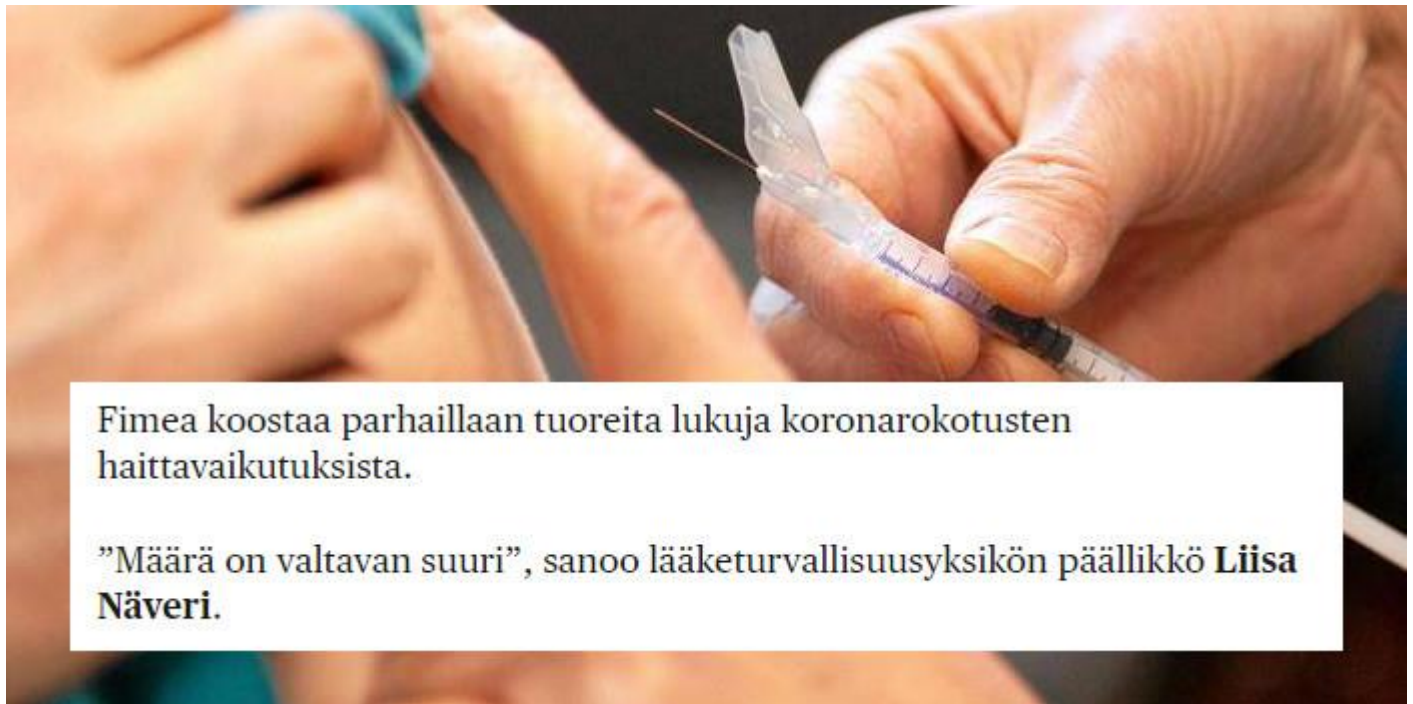 Fimea koostaa parhaillaan tuoreita lukuja koronarokotusten
haittavaikutuksista.
”Määrä on valtavan suuri”, sanoo lääketurvallisuusyksikön päällikkö Liisa
Näveri.